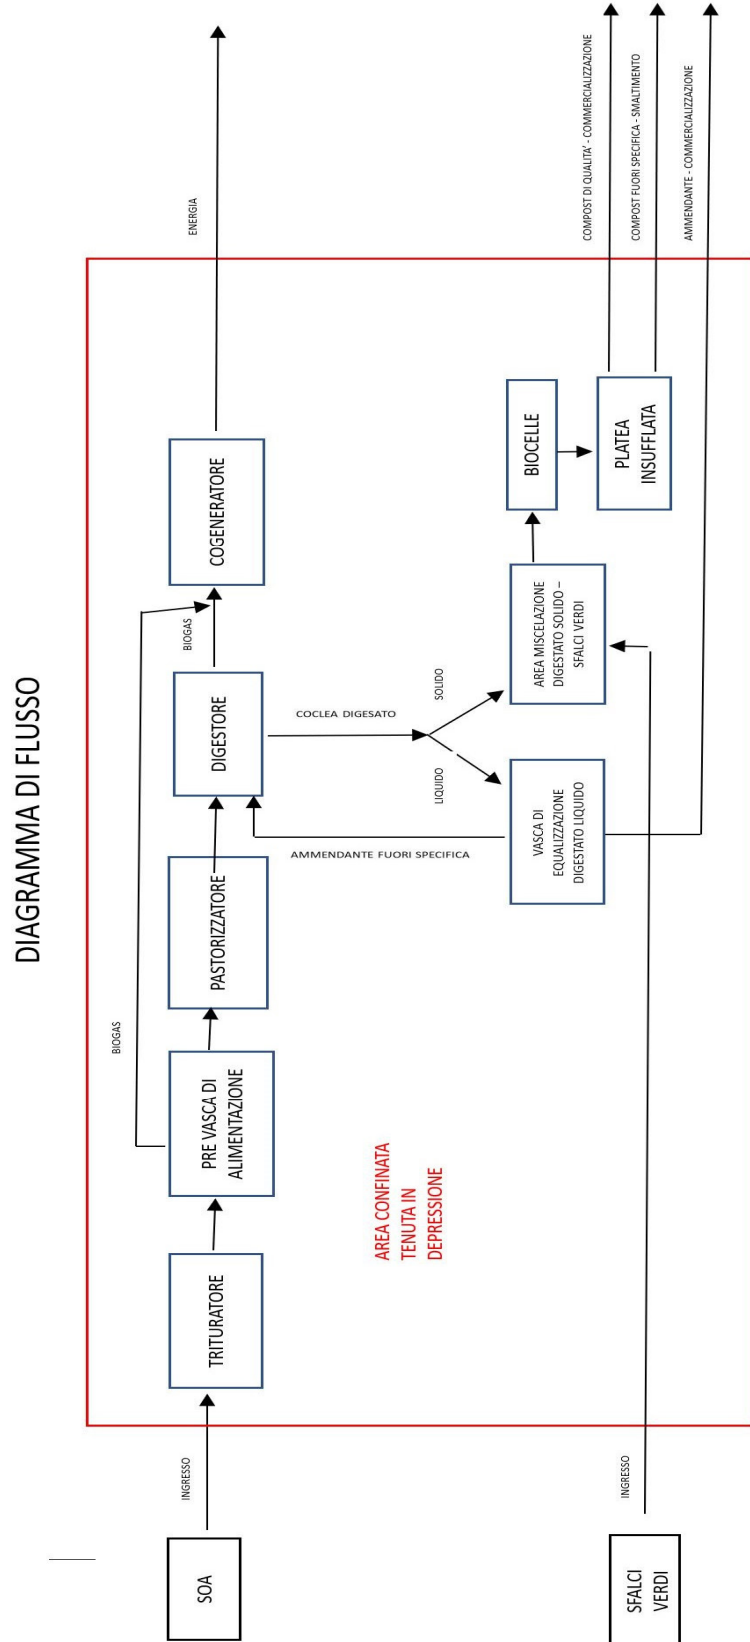 DIAGRAMMA DI FLUSSO
SOA
INGRESSO
TRITURATORE
PRE VASCA DI
ALIMENTAZIONE
BIOGAS
PASTORIZZATORE
DIGESTORE
BIOGAS
COGENERATORE
ENERGIA
COCLEA DIGESATO
SOLIDO
LIQUIDO
AMMENDANTE FUORI SPECIFICA
AREA CONFINATA
TENUTA IN
DEPRESSIONE
VASCA DI
EQUALIZZAZIONE
DIGESTATO LIQUIDO
AREA MISCELAZIONE
DIGESTATO SOLIDO –
SFALCI VERDI
BIOCELLE
PLATEA
INSUFFLATA
SFALCI
VERDI
INGRESSO
COMPOST DI QUALITA' - COMMERCIALIZZAZIONE
COMPOST FUORI SPECIFICA - SMALTIMENTO
AMMENDANTE - COMMERCIALIZZAZIONE